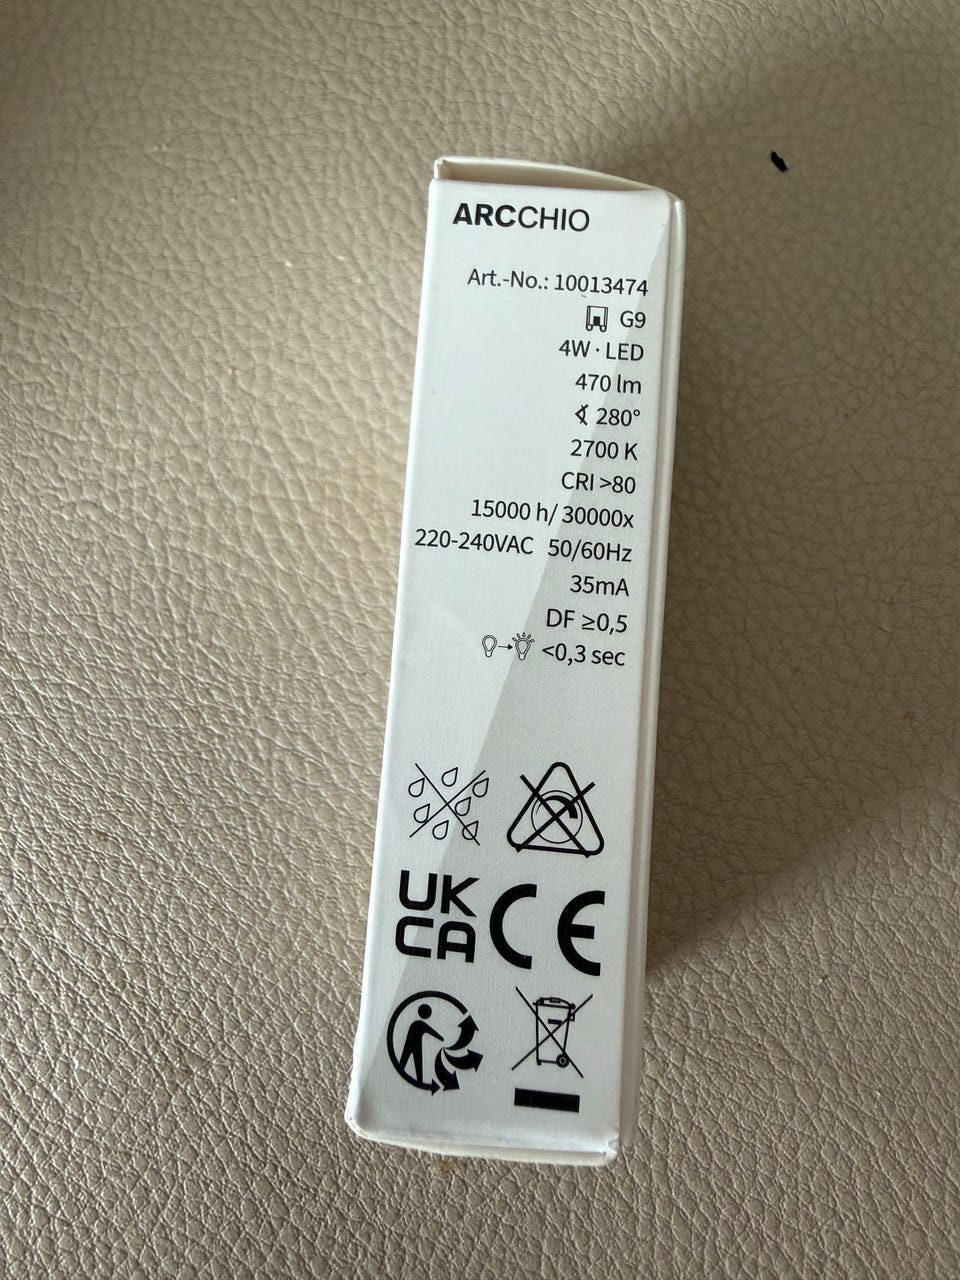 ARCCHIO
Art.-No.: 10013474
G9
4W · LED
470 lm
280°
2700 K
CRI >80
15000 h/ 30000x
220-240VAC 50/60Hz
35mA
DF ≥0,5
<0,3 sec
UK
CA CE